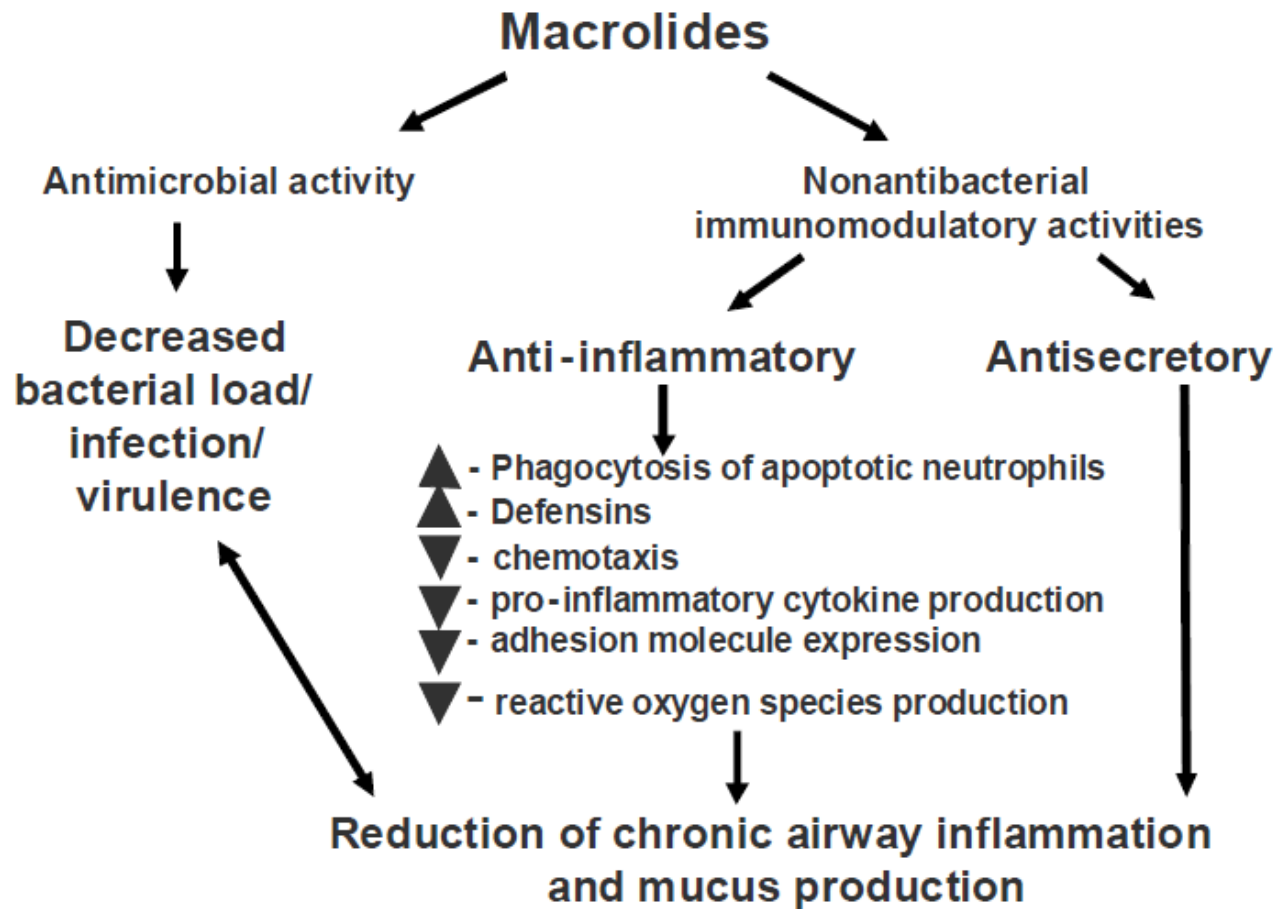 Macrolides
Antimicrobial activity
Nonantibacterial
immunomodulatory activities
Decreased
bacterial load/
infection/
virulence
Anti-inflammatory
Antisecretory
- Phagocytosis of apoptotic neutrophils
- Defensins
- chemotaxis
- pro-inflammatory cytokine production
- adhesion molecule expression
- reactive oxygen species production
Reduction of chronic airway inflammation
and mucus production